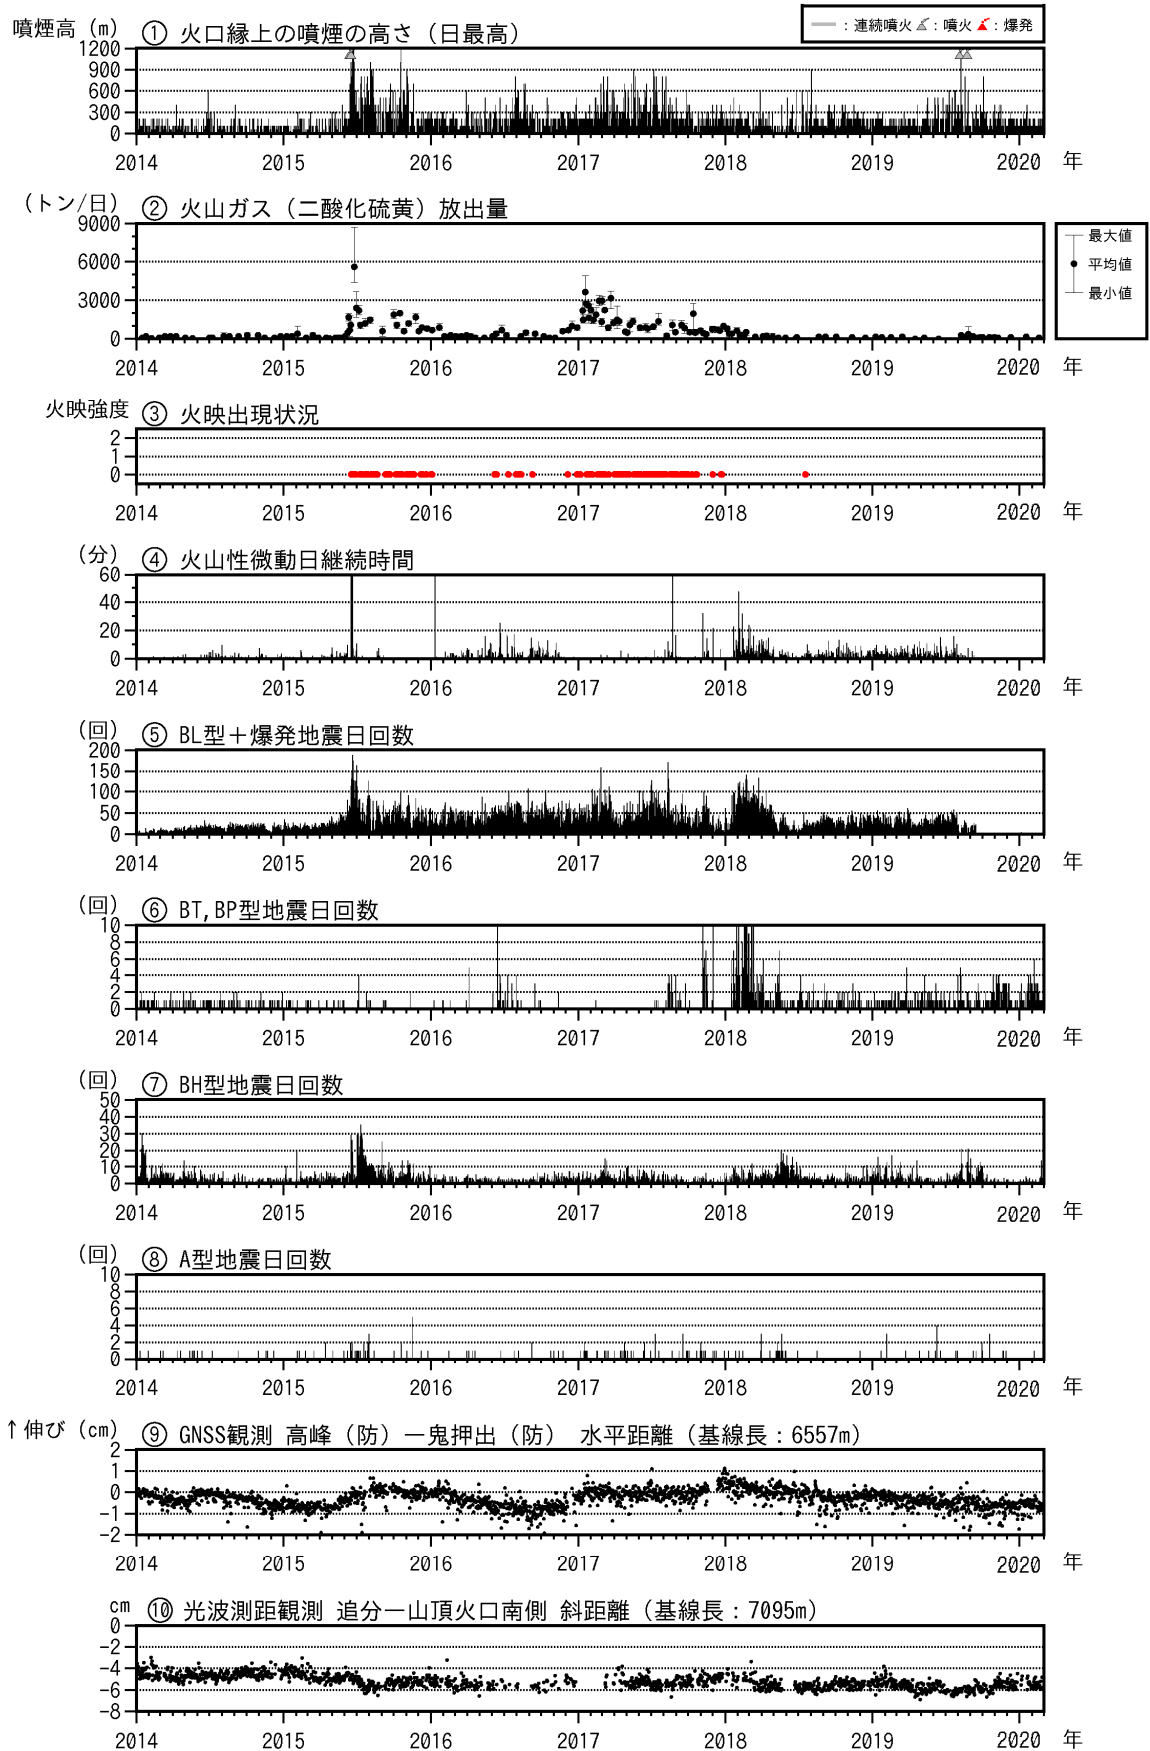 ━ : 連続噴火 : 噴火 : 爆発
噴煙高 (m) ① 火口縁上の噴煙の高さ（日最高）
1200
900
600
300
0
2014 2015 2016 2017 2018 2019 2020 年
(トン/日) ② 火山ガス（二酸化硫黄）放出量
9000
6000
3000
0
最大値
平均値
最小値
2014 2015 2016 2017 2018 2019 2020 年
火映強度 ③ 火映出現状況
2
1
0
2014 2015 2016 2017 2018 2019 2020 年
(分) ④ 火山性微動日継続時間
60
40
20
0
2014 2015 2016 2017 2018 2019 2020 年
(回) ⑤ BL型＋爆発地震日回数
200
150
100
50
0
2014 2015 2016 2017 2018 2019 2020 年
(回) ⑥ BT,BP型地震日回数
10
8
6
4
2
0
2014 2015 2016 2017 2018 2019 2020 年
(回) ⑦ BH型地震日回数
50
40
30
20
10
0
2014 2015 2016 2017 2018 2019 2020 年
(回) ⑧ A型地震日回数
10
8
6
4
2
0
2014 2015 2016 2017 2018 2019 2020 年
↑伸び (cm) ⑨ GNSS観測 高峰（防）－鬼押出（防） 水平距離（基線長：6557m）
2
1
0
-1
-2
2014 2015 2016 2017 2018 2019 2020 年
cm ⑩ 光波測距観測 追分－山頂火口南側 斜距離（基線長：7095m）
0
-2
-4
-6
-8
2014 2015 2016 2017 2018 2019 2020 年